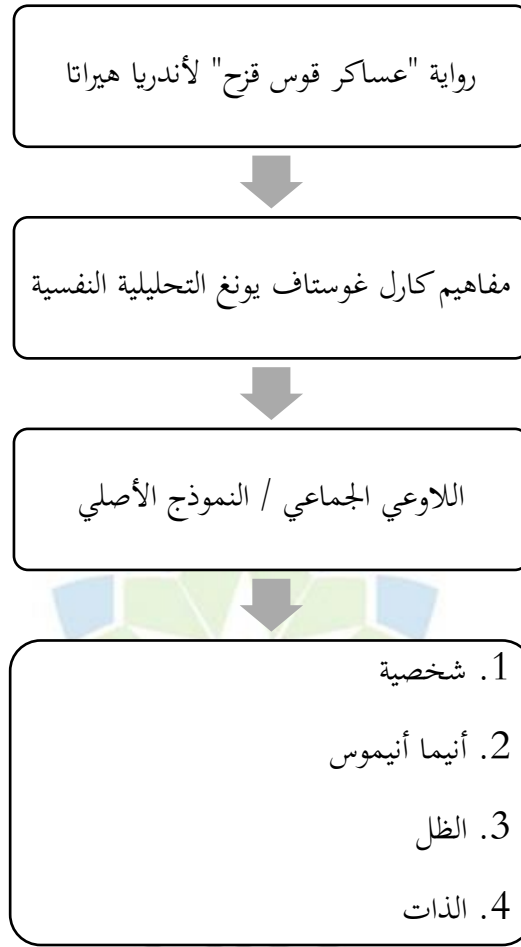 رواية "عساكر قوس قزح" لأندريا هيراتا
مفاهيم كارل غوستاف يونغ التحليلية النفسية
اللاوعي الجماعي / النموذج الأصلي
1. شخصية
2. أنيما أنيموس
3. الظل
4. الذات